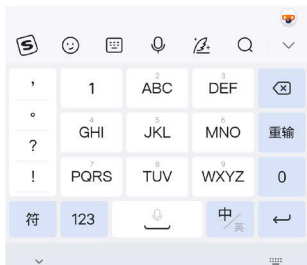 S
, 1 2 ABC 3 DEF
。 4 GHI 5 JKL 6 MNO 重输
?
! 7 PQRS 8 TUV 9 WXYZ 0
符 123 中/英